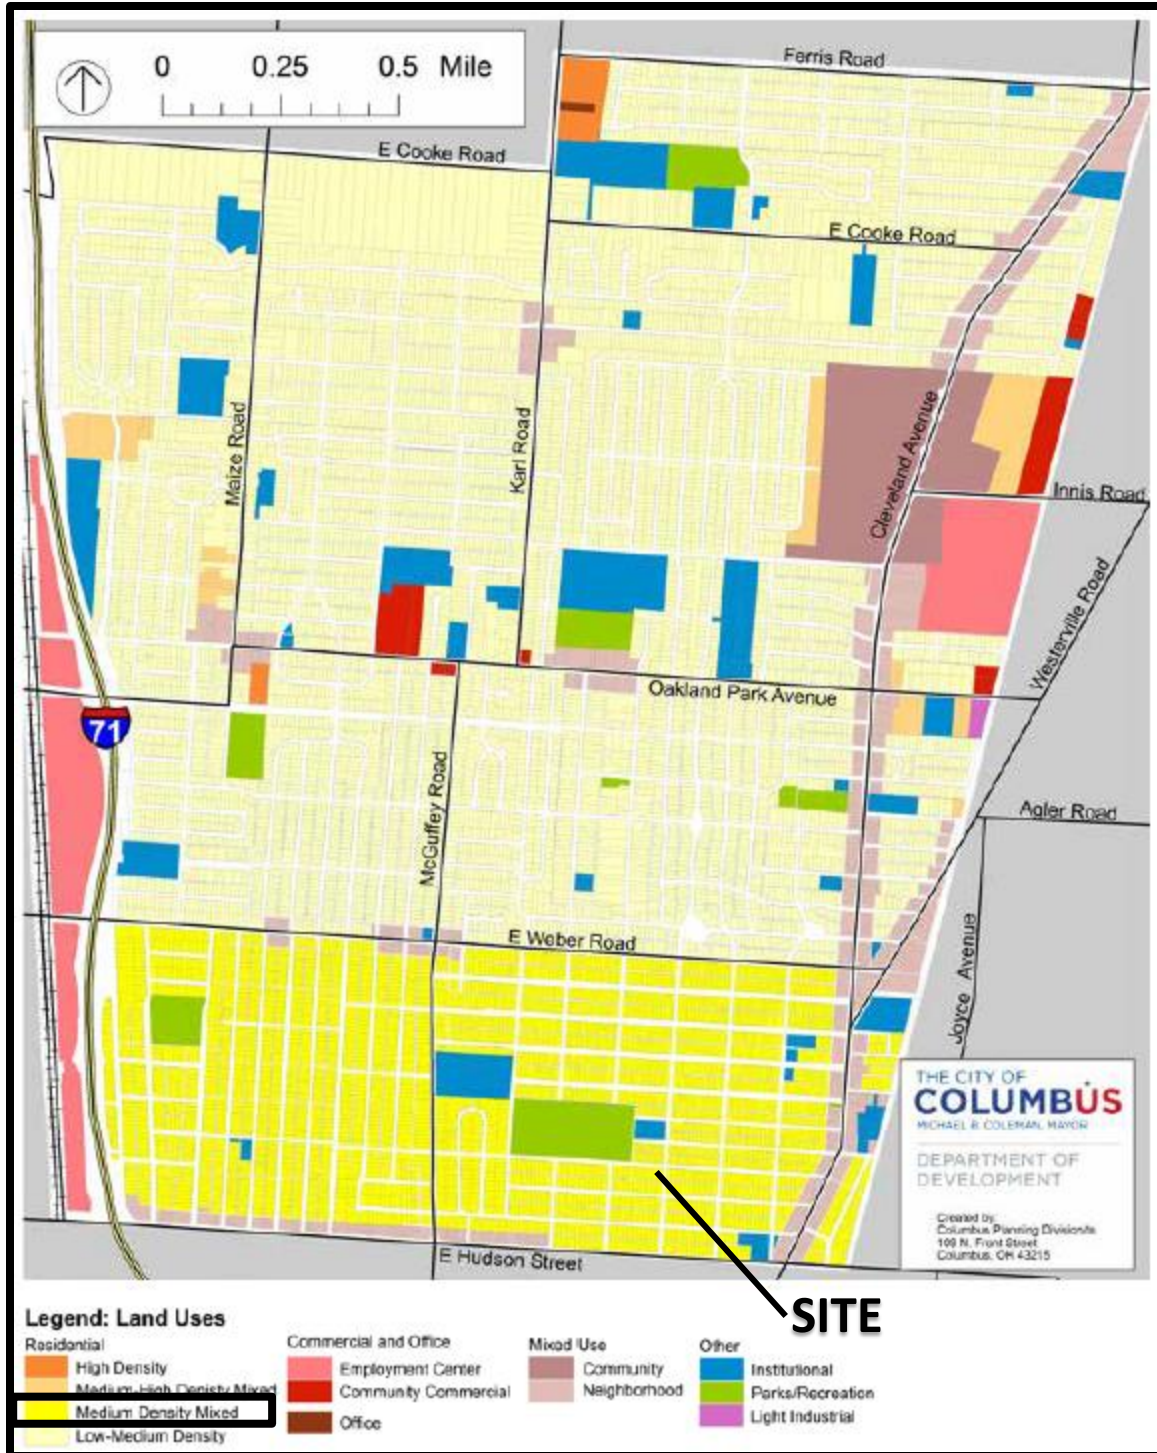 0 0.25 0.5 Mile
Ferris Road
E Cooke Road
E Cooke Road
Maize Road
Karl Road
Cleveland Avenue
Innis Road
Westerville Road
Oakland Park Avenue
71
McGuffey Road
Agler Road
E Weber Road
Joyce Avenue
THE CITY OF
COLUMBUS
MICHAEL B. COLEMAN, MAYOR
DEPARTMENT OF
DEVELOPMENT
Created by:
Columbus Planning Division/ls
109 N. Front Street
Columbus, OH 43215
E Hudson Street
SITE
Legend: Land Uses
Residential
High Density
Medium-High Denisty Mixed
Medium Density Mixed
Low-Medium Density
Commercial and Office
Employment Center
Community Commercial
Office
Mixed Use
Community
Neighborhood
Other
Institutional
Parks/Recreation
Light Industrial